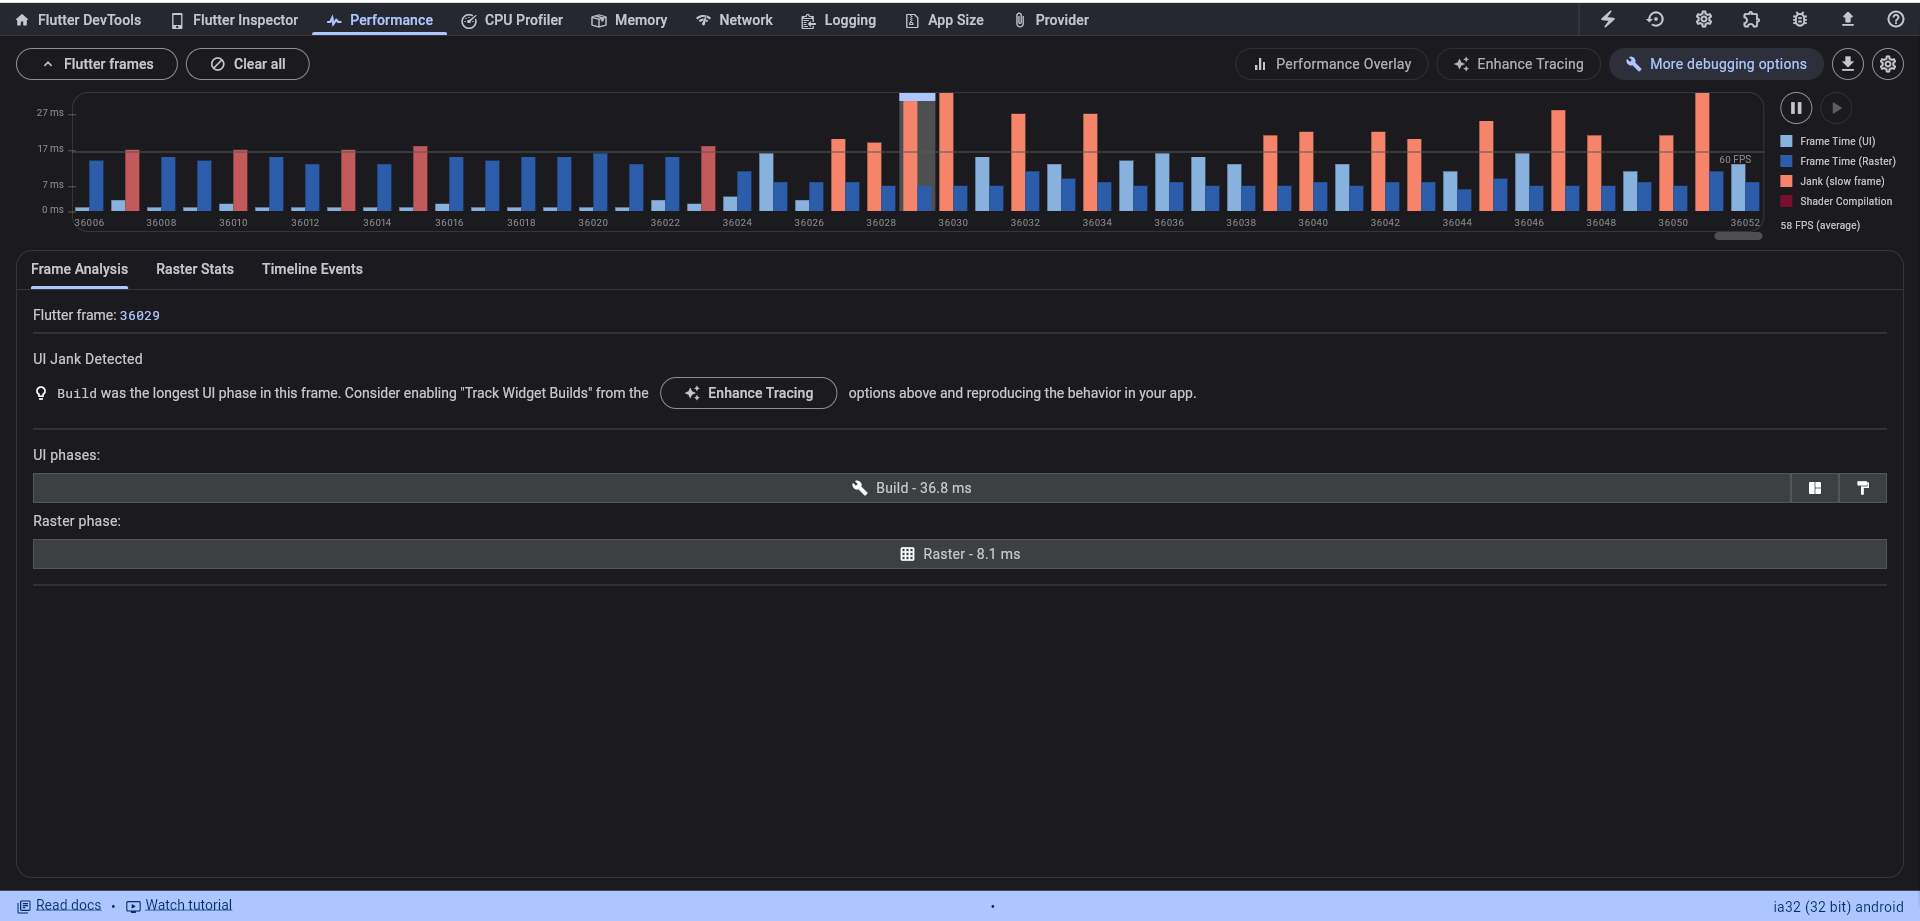 Flutter DevTools Flutter Inspector Performance CPU Profiler Memory Network Logging App Size Provider
Flutter frames Clear all Performance Overlay Enhance Tracing More debugging options
27 ms
17 ms
7 ms
0 ms
60 FPS
36006 36008 36010 36012 36014 36016 36018 36020 36022 36024 36026 36028 36030 36032 36034 36036 36038 36040 36042 36044 36046 36048 36050 36052
Frame Time (UI)
Frame Time (Raster)
Jank (slow frame)
Shader Compilation
58 FPS (average)
Frame Analysis Raster Stats Timeline Events
Flutter frame: 36029
UI Jank Detected
Build was the longest UI phase in this frame. Consider enabling "Track Widget Builds" from the Enhance Tracing options above and reproducing the behavior in your app.
UI phases:
Build - 36.8 ms
Raster phase:
Raster - 8.1 ms
Read docs • Watch tutorial • ia32 (32 bit) android